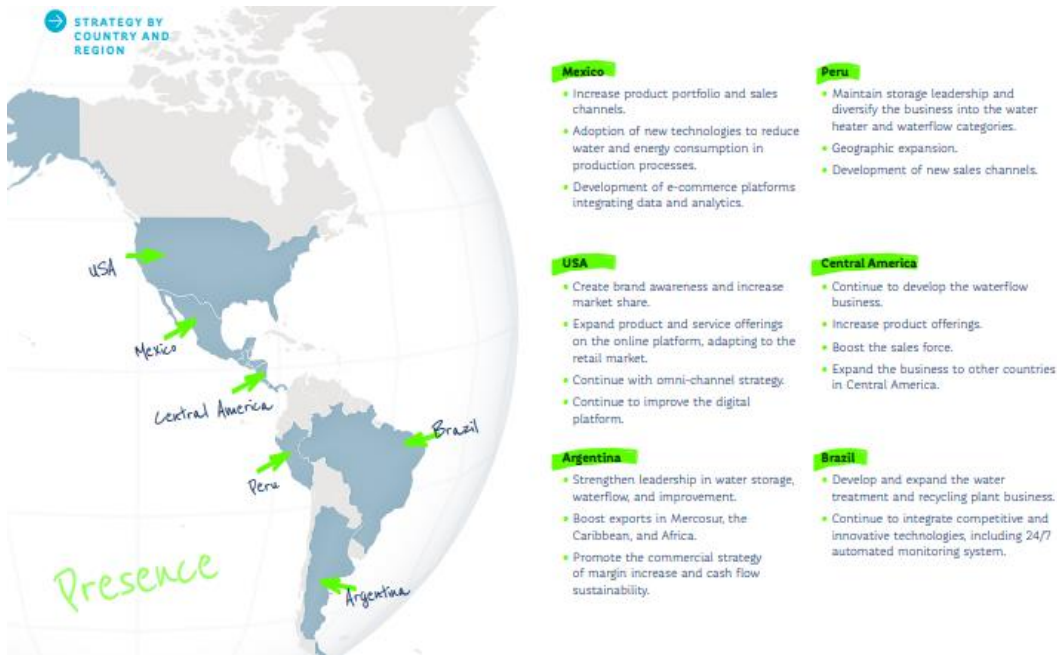 STRATEGY BY
COUNTRY AND
REGION
USA
Mexico
Central America
Brazil
Peru
Argentina
Presence
Mexico
• Increase product portfolio and sales
channels.
• Adoption of new technologies to reduce
water and energy consumption in
production processes.
• Development of e-commerce platforms
integrating data and analytics.
Peru
• Maintain storage leadership and
diversify the business into the water
heater and waterflow categories.
• Geographic expansion.
• Development of new sales channels.
USA
• Create brand awareness and increase
market share.
• Expand product and service offerings
on the online platform, adapting to the
retail market.
• Continue with omni-channel strategy.
• Continue to improve the digital
platform.
Central America
• Continue to develop the waterflow
business.
• Increase product offerings.
• Boost the sales force.
• Expand the business to other countries
in Central America.
Argentina
• Strengthen leadership in water storage,
waterflow, and improvement.
• Boost exports in Mercosur, the
Caribbean, and Africa.
• Promote the commercial strategy
of margin increase and cash flow
sustainability.
Brazil
• Develop and expand the water
treatment and recycling plant business.
• Continue to integrate competitive and
innovative technologies, including 24/7
automated monitoring system.